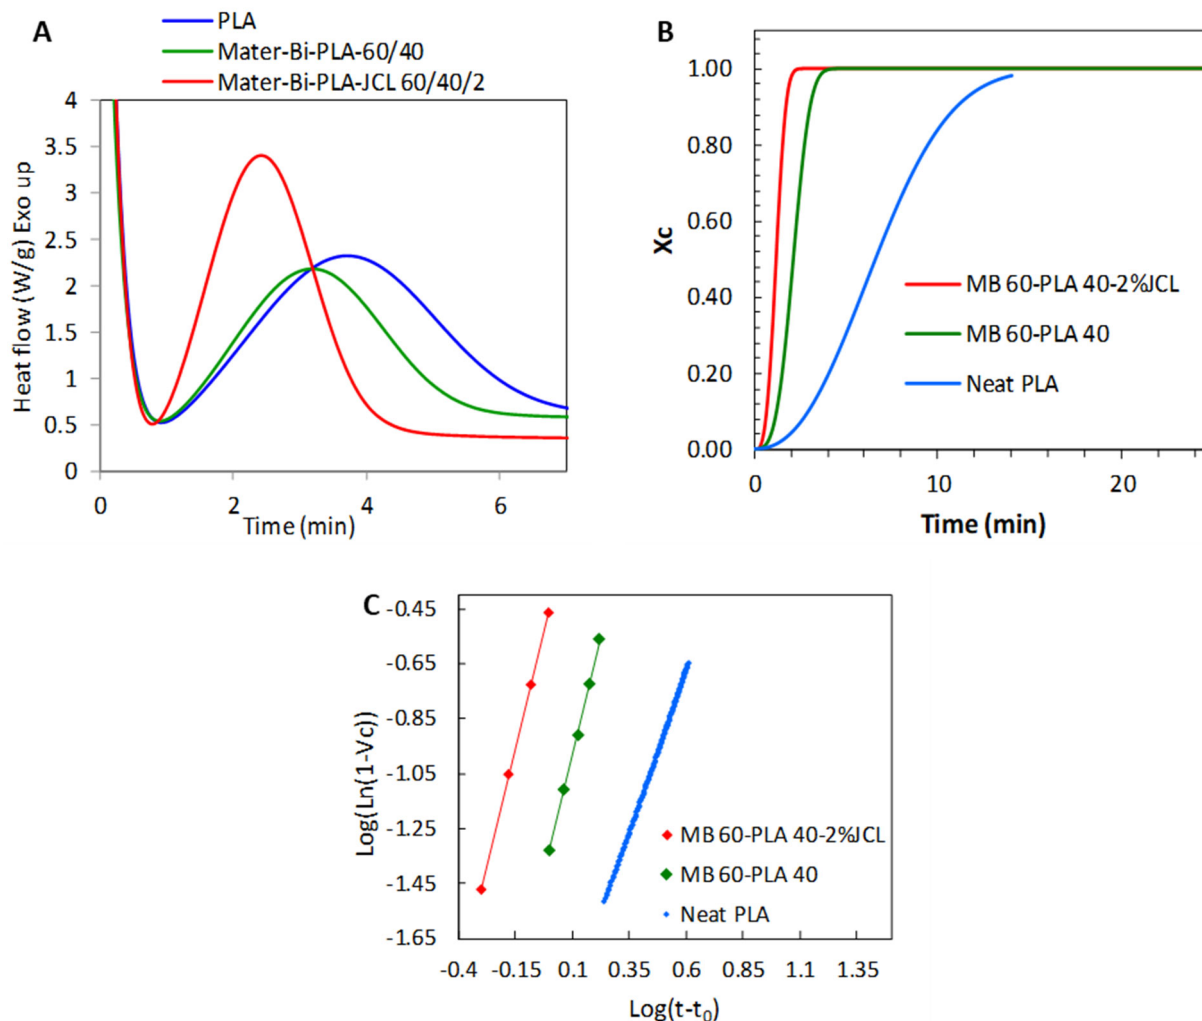 A
PLA
Mater-Bi-PLA-60/40
Mater-Bi-PLA-JCL 60/40/2
Heat flow (W/g) Exo up
4
3.5
3
2.5
2
1.5
1
0.5
0
0
2
4
6
Time (min)
B
Xc
1.00
0.80
0.60
0.40
0.20
0.00
MB 60-PLA 40-2%JCL
MB 60-PLA 40
Neat PLA
0
10
20
Time (min)
C
Log(Ln(1-Vc))
-0.45
-0.65
-0.85
-1.05
-1.25
-1.45
-1.65
MB 60-PLA 40-2%JCL
MB 60-PLA 40
Neat PLA
-0.4
-0.15
0.1
0.35
0.6
0.85
1.1
1.35
Log(t-t₀)